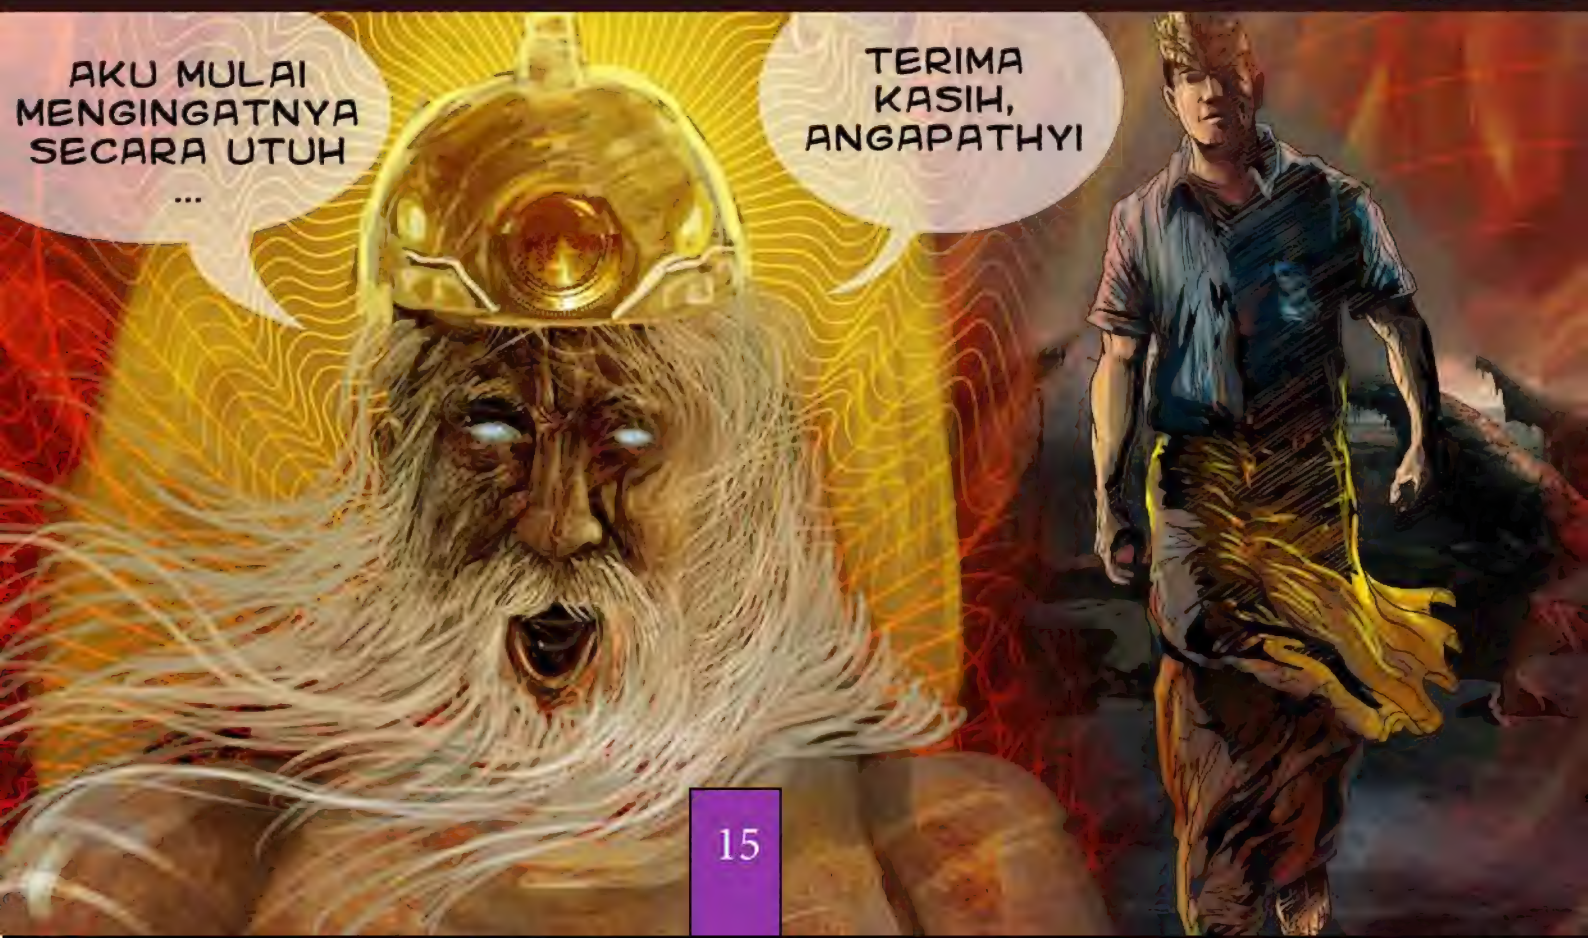 AKU MULAI
MENGINGATNYA
SECARA UTUH
...
TERIMA
KASIH,
ANGAPATHYI
15